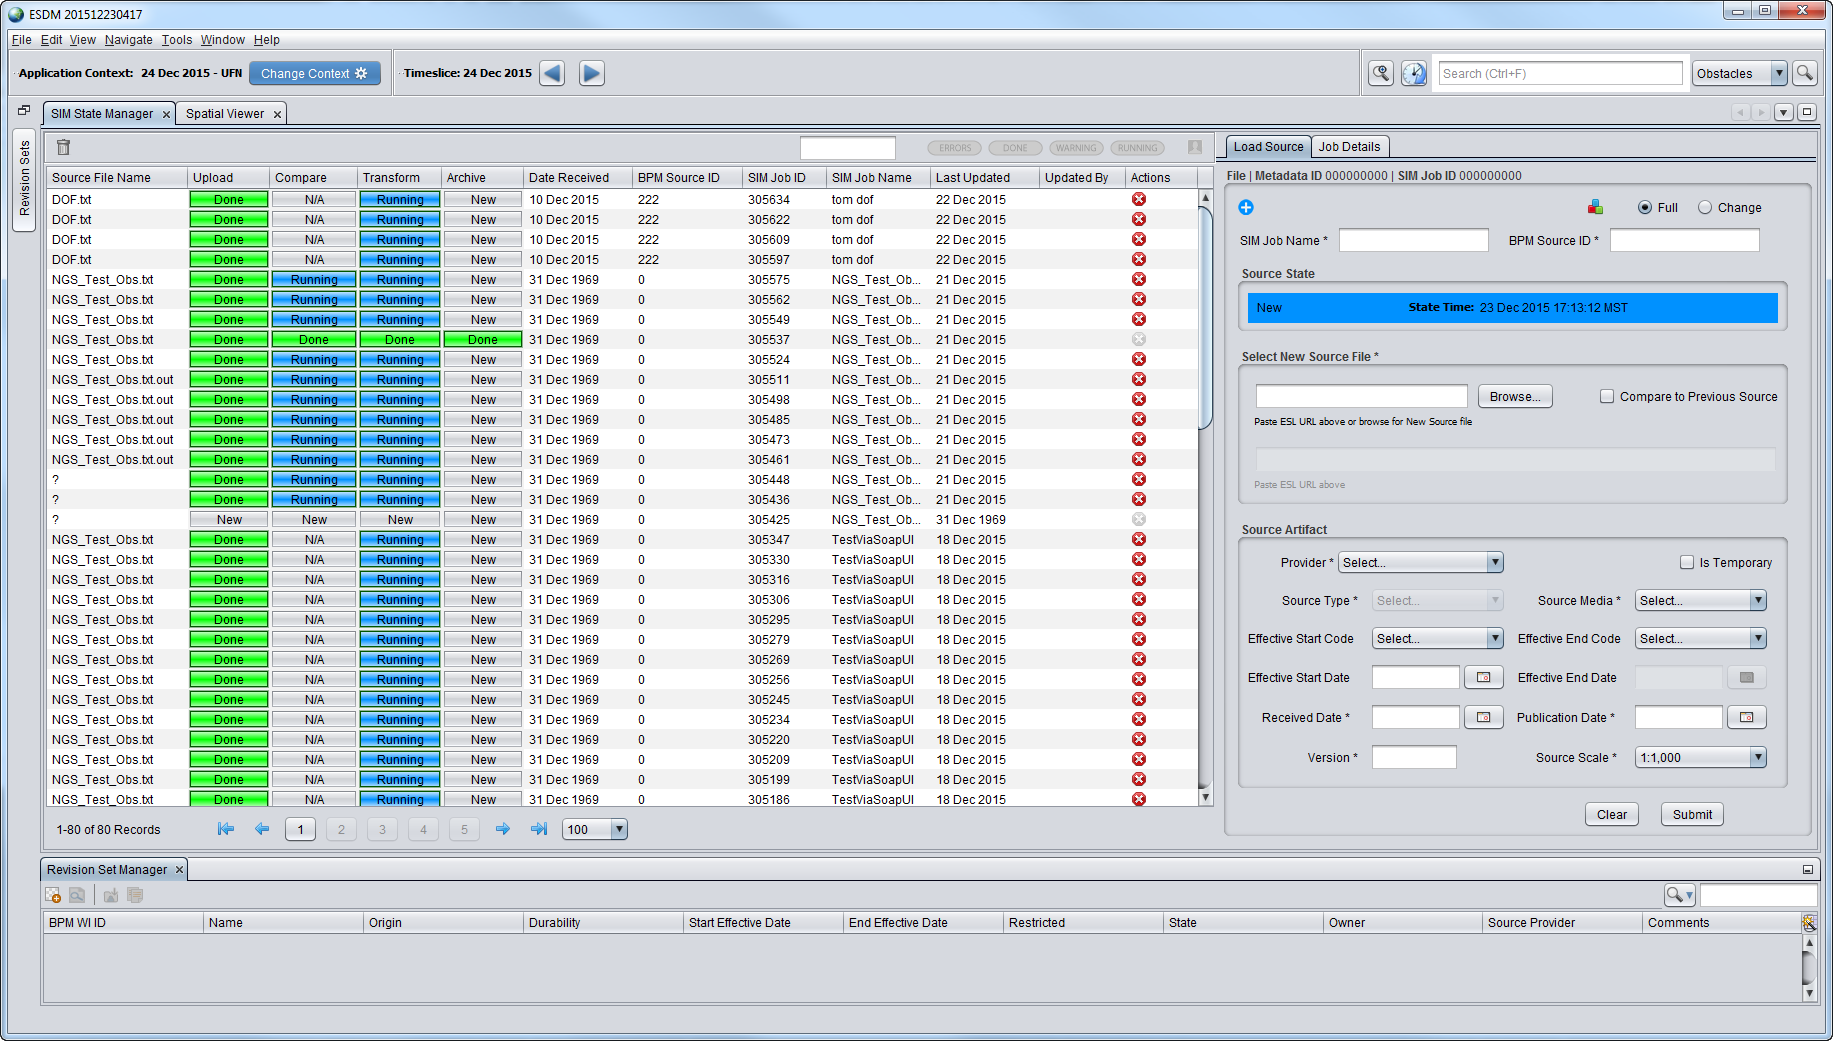 ESDM 201512230417
File Edit View Navigate Tools Window Help
Application Context: 24 Dec 2015 - UFN Change Context Timeslice: 24 Dec 2015 Search (Ctrl+F) Obstacles
SIM State Manager Spatial Viewer
Revision Sets
ERRORS DONE WARNING RUNNING
Source File Name Upload Compare Transform Archive Date Received BPM Source ID SIM Job ID SIM Job Name Last Updated Updated By Actions
DOF.txt Done N/A Running New 10 Dec 2015 222 305634 tom dof 22 Dec 2015
DOF.txt Done N/A Running New 10 Dec 2015 222 305622 tom dof 22 Dec 2015
DOF.txt Done N/A Running New 10 Dec 2015 222 305609 tom dof 22 Dec 2015
DOF.txt Done N/A Running New 10 Dec 2015 222 305597 tom dof 22 Dec 2015
NGS_Test_Obs.txt Done Running Running New 31 Dec 1969 0 305575 NGS_Test_Ob... 21 Dec 2015
NGS_Test_Obs.txt Done Running Running New 31 Dec 1969 0 305562 NGS_Test_Ob... 21 Dec 2015
NGS_Test_Obs.txt Done Running Running New 31 Dec 1969 0 305549 NGS_Test_Ob... 21 Dec 2015
NGS_Test_Obs.txt Done Done Done Done 31 Dec 1969 0 305537 NGS_Test_Ob... 21 Dec 2015
NGS_Test_Obs.txt Done Running Running New 31 Dec 1969 0 305524 NGS_Test_Ob... 21 Dec 2015
NGS_Test_Obs.txt.out Done Running Running New 31 Dec 1969 0 305511 NGS_Test_Ob... 21 Dec 2015
NGS_Test_Obs.txt.out Done Running Running New 31 Dec 1969 0 305498 NGS_Test_Ob... 21 Dec 2015
NGS_Test_Obs.txt.out Done Running Running New 31 Dec 1969 0 305485 NGS_Test_Ob... 21 Dec 2015
NGS_Test_Obs.txt.out Done Running Running New 31 Dec 1969 0 305473 NGS_Test_Ob... 21 Dec 2015
NGS_Test_Obs.txt.out Done Running Running New 31 Dec 1969 0 305461 NGS_Test_Ob... 21 Dec 2015
? Done Running Running New 31 Dec 1969 0 305448 NGS_Test_Ob... 21 Dec 2015
? Done Running Running New 31 Dec 1969 0 305436 NGS_Test_Ob... 21 Dec 2015
? New New New New 31 Dec 1969 0 305425 NGS_Test_Ob... 31 Dec 1969
NGS_Test_Obs.txt Done N/A Running New 31 Dec 1969 0 305347 TestViaSoapUI 18 Dec 2015
NGS_Test_Obs.txt Done N/A Running New 31 Dec 1969 0 305330 TestViaSoapUI 18 Dec 2015
NGS_Test_Obs.txt Done N/A Running New 31 Dec 1969 0 305316 TestViaSoapUI 18 Dec 2015
NGS_Test_Obs.txt Done N/A Running New 31 Dec 1969 0 305306 TestViaSoapUI 18 Dec 2015
NGS_Test_Obs.txt Done N/A Running New 31 Dec 1969 0 305295 TestViaSoapUI 18 Dec 2015
NGS_Test_Obs.txt Done N/A Running New 31 Dec 1969 0 305279 TestViaSoapUI 18 Dec 2015
NGS_Test_Obs.txt Done N/A Running New 31 Dec 1969 0 305269 TestViaSoapUI 18 Dec 2015
NGS_Test_Obs.txt Done N/A Running New 31 Dec 1969 0 305256 TestViaSoapUI 18 Dec 2015
NGS_Test_Obs.txt Done N/A Running New 31 Dec 1969 0 305245 TestViaSoapUI 18 Dec 2015
NGS_Test_Obs.txt Done N/A Running New 31 Dec 1969 0 305234 TestViaSoapUI 18 Dec 2015
NGS_Test_Obs.txt Done N/A Running New 31 Dec 1969 0 305220 TestViaSoapUI 18 Dec 2015
NGS_Test_Obs.txt Done N/A Running New 31 Dec 1969 0 305209 TestViaSoapUI 18 Dec 2015
NGS_Test_Obs.txt Done N/A Running New 31 Dec 1969 0 305199 TestViaSoapUI 18 Dec 2015
NGS_Test_Obs.txt Done N/A Running New 31 Dec 1969 0 305186 TestViaSoapUI 18 Dec 2015
1-80 of 80 Records 1 2 3 4 5 100
Load Source Job Details
File | Metadata ID 000000000 | SIM Job ID 000000000
Full Change
SIM Job Name * BPM Source ID *
Source State
New State Time: 23 Dec 2015 17:13:12 MST
Select New Source File *
Browse... Compare to Previous Source
Paste ESL URL above or browse for New Source file
Paste ESL URL above
Source Artifact
Provider * Select... Is Temporary
Source Type * Select... Source Media * Select...
Effective Start Code Select... Effective End Code Select...
Effective Start Date Effective End Date
Received Date * Publication Date *
Version * Source Scale * 1:1,000
Clear Submit
Revision Set Manager
BPM WI ID Name Origin Durability Start Effective Date End Effective Date Restricted State Owner Source Provider Comments